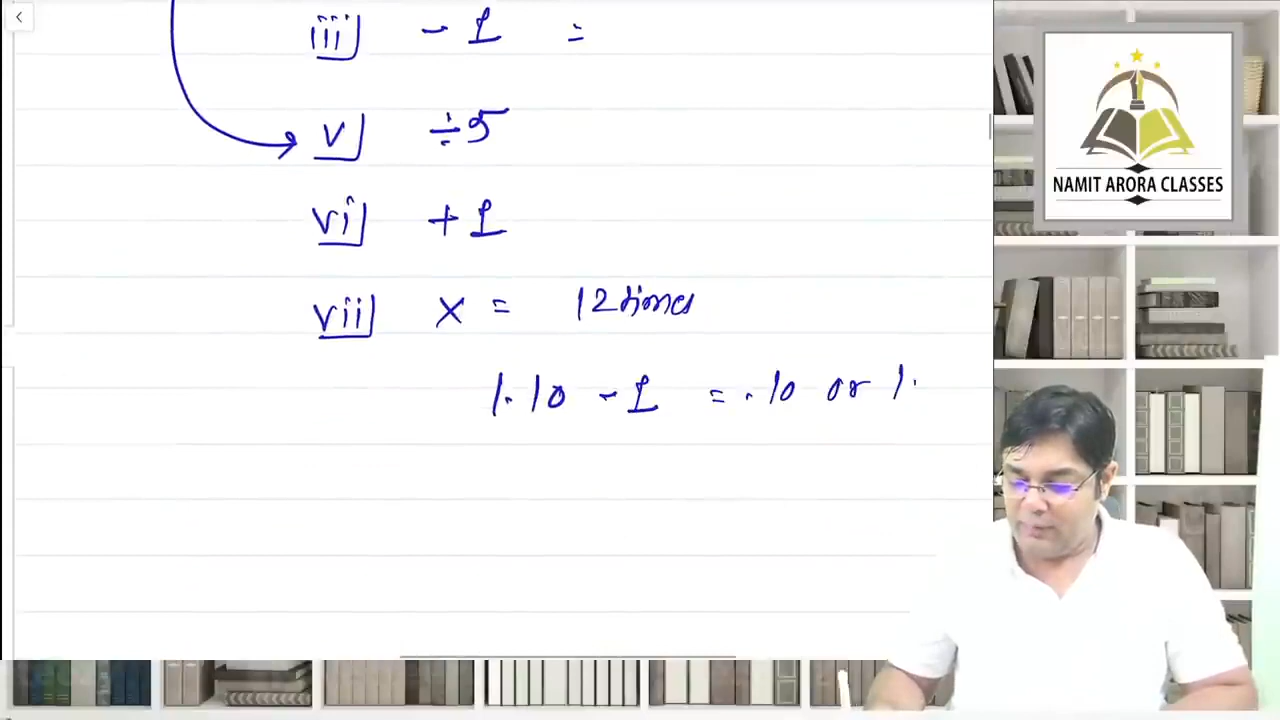 iii) - 1 =
v) ÷5
vi) + 1
vii) x = 12 times
1.10 - 1 = .10 or 1.
NAMIT ARORA CLASSES